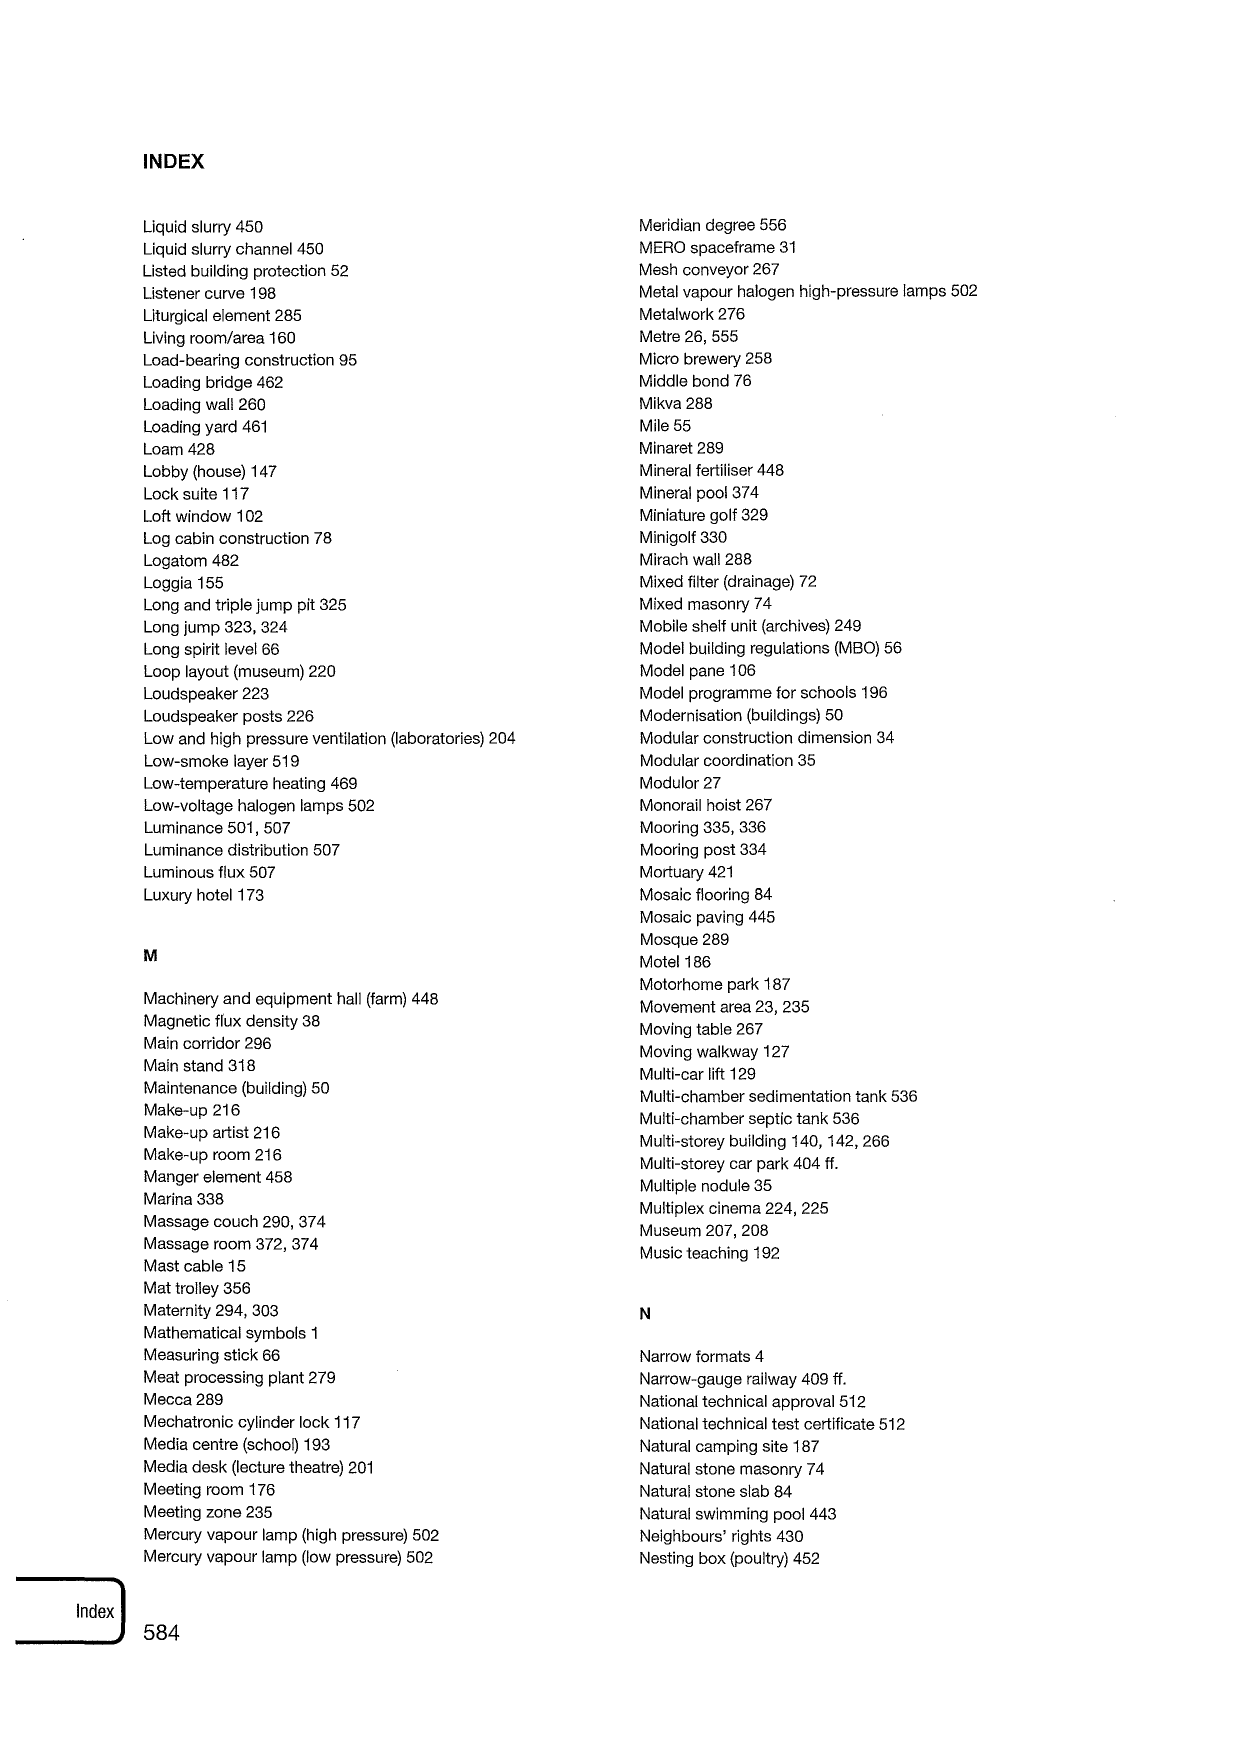 INDEX
Liquid slurry 450
Liquid slurry channel 450
Listed building protection 52
Listener curve 198
Liturgical element 285
Living room/area 160
Load-bearing construction 95
Loading bridge 462
Loading wall 260
Loading yard 461
Loam 428
Lobby (house) 147
Lock suite 117
Loft window 102
Log cabin construction 78
Logatom 482
Loggia 155
Long and triple jump pit 325
Long jump 323, 324
Long spirit level 66
Loop layout (museum) 220
Loudspeaker 223
Loudspeaker posts 226
Low and high pressure ventilation (laboratories) 204
Low-smoke layer 519
Low-temperature heating 469
Low-voltage halogen lamps 502
Luminance 501, 507
Luminance distribution 507
Luminous flux 507
Luxury hotel 173
M
Machinery and equipment hall (farm) 448
Magnetic flux density 38
Main corridor 296
Main stand 318
Maintenance (building) 50
Make-up 216
Make-up artist 216
Make-up room 216
Manger element 458
Marina 338
Massage couch 290, 374
Massage room 372, 374
Mast cable 15
Mat trolley 356
Maternity 294, 303
Mathematical symbols 1
Measuring stick 66
Meat processing plant 279
Mecca 289
Mechatronic cylinder lock 117
Media centre (school) 193
Media desk (lecture theatre) 201
Meeting room 176
Meeting zone 235
Mercury vapour lamp (high pressure) 502
Mercury vapour lamp (low pressure) 502
Meridian degree 556
MERO spaceframe 31
Mesh conveyor 267
Metal vapour halogen high-pressure lamps 502
Metalwork 276
Metre 26, 555
Micro brewery 258
Middle bond 76
Mikva 288
Mile 55
Minaret 289
Mineral fertiliser 448
Mineral pool 374
Miniature golf 329
Minigolf 330
Mirach wall 288
Mixed filter (drainage) 72
Mixed masonry 74
Mobile shelf unit (archives) 249
Model building regulations (MBO) 56
Model pane 106
Model programme for schools 196
Modernisation (buildings) 50
Modular construction dimension 34
Modular coordination 35
Modulor 27
Monorail hoist 267
Mooring 335, 336
Mooring post 334
Mortuary 421
Mosaic flooring 84
Mosaic paving 445
Mosque 289
Motel 186
Motorhome park 187
Movement area 23, 235
Moving table 267
Moving walkway 127
Multi-car lift 129
Multi-chamber sedimentation tank 536
Multi-chamber septic tank 536
Multi-storey building 140, 142, 266
Multi-storey car park 404 ff.
Multiple nodule 35
Multiplex cinema 224, 225
Museum 207, 208
Music teaching 192
N
Narrow formats 4
Narrow-gauge railway 409 ff.
National technical approval 512
National technical test certificate 512
Natural camping site 187
Natural stone masonry 74
Natural stone slab 84
Natural swimming pool 443
Neighbours' rights 430
Nesting box (poultry) 452
Index
584